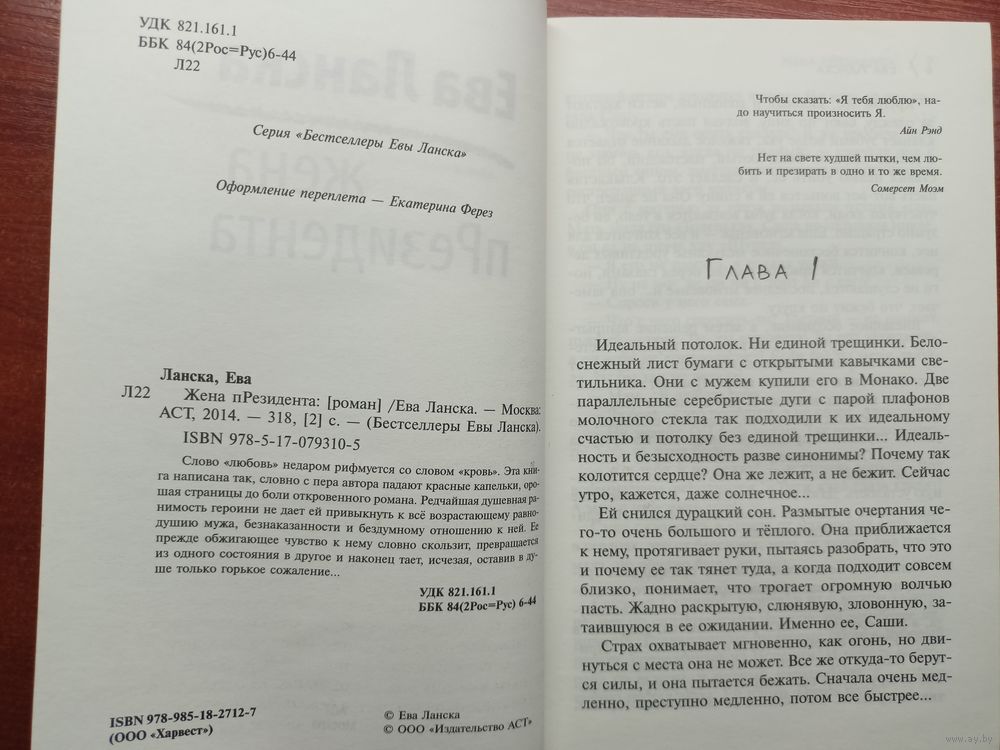 УДК 821.161.1
ББК 84(2Рос=Рус)6-44
Л22
Серия «Бестселлеры Евы Ланска»
Оформление переплета — Екатерина Ферез
Ланска, Ева
Л22 Жена пРезидента: [роман] /Ева Ланска. — Москва:
АСТ, 2014. — 318, [2] с. — (Бестселлеры Евы Ланска).
ISBN 978-5-17-079310-5
Слово «любовь» недаром рифмуется со словом «кровь». Эта кни-
га написана так, словно с пера автора падают красные капельки, оро-
шая страницы до боли откровенного романа. Редчайшая душевная ра-
нимость героини не дает ей привыкнуть к всё возрастающему равно-
душию мужа, безнаказанности и бездумному отношению к ней. Ее
прежде обжигающее чувство к нему словно скользит, превращается
из одного состояния в другое и наконец тает, исчезая, оставив в ду-
ше только горькое сожаление...
УДК 821.161.1
ББК 84(2Рос=Рус) 6-44
ISBN 978-985-18-2712-7
(ООО «Харвест»)
© Ева Ланска
© ООО «Издательство АСТ»
Чтобы сказать: «Я тебя люблю», на-
до научиться произносить Я.
Айн Рэнд
Нет на свете худшей пытки, чем лю-
бить и презирать в одно и то же время.
Сомерсет Моэм
ГЛАВА 1
Идеальный потолок. Ни единой трещинки. Бело-
снежный лист бумаги с открытыми кавычками све-
тильника. Они с мужем купили его в Монако. Две
параллельные серебристые дуги с парой плафонов
молочного стекла так подходили к их идеальному
счастью и потолку без единой трещинки... Идеаль-
ность и безысходность разве синонимы? Почему так
колотится сердце? Она же лежит, а не бежит. Сейчас
утро, кажется, даже солнечное...
Ей снился дурацкий сон. Размытые очертания че-
го-то очень большого и тёплого. Она приближается
к нему, протягивает руки, пытаясь разобрать, что это
и почему ее так тянет туда, а когда подходит совсем
близко, понимает, что трогает огромную волчью
пасть. Жадно раскрытую, слюнявую, зловонную, за-
таившуюся в ее ожидании. Именно ее, Саши.
Страх охватывает мгновенно, как огонь, но дви-
нуться с места она не может. Все же откуда-то берут-
ся силы, и она пытается бежать. Сначала очень мед-
ленно, преступно медленно, потом все быстрее...
www.ay.by